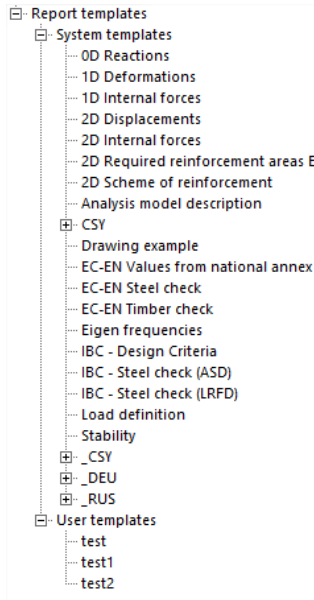 Report templates
System templates
0D Reactions
1D Deformations
1D Internal forces
2D Displacements
2D Internal forces
2D Required reinforcement areas E
2D Scheme of reinforcement
Analysis model description
CSY
Drawing example
EC-EN Values from national annex
EC-EN Steel check
EC-EN Timber check
Eigen frequencies
IBC - Design Criteria
IBC - Steel check (ASD)
IBC - Steel check (LRFD)
Load definition
Stability
_CSY
_DEU
_RUS
User templates
test
test1
test2